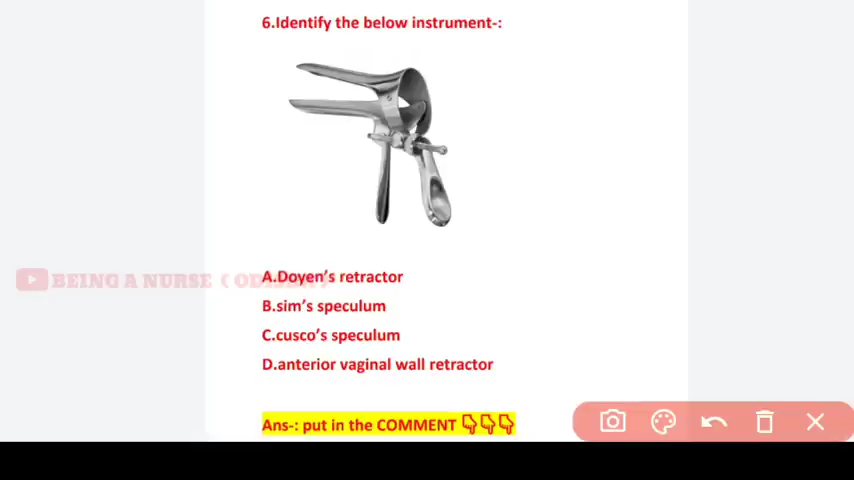 6.Identify the below instrument-:
BEING A NURSE ( ODISHA )
A.Doyen's retractor
B.sim's speculum
C.cusco's speculum
D.anterior vaginal wall retractor
Ans-: put in the COMMENT 👇👇👇